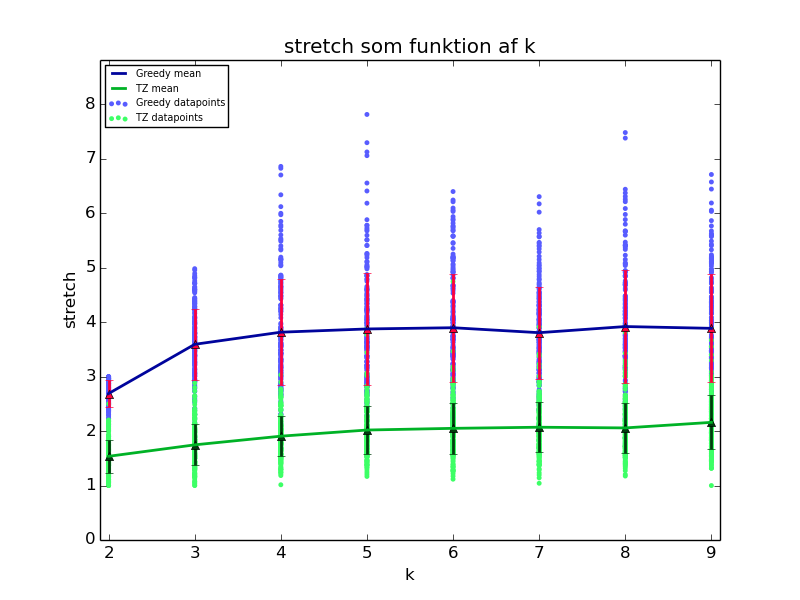 stretch som funktion af k
Greedy mean
TZ mean
Greedy datapoints
TZ datapoints
8
7
6
5
4
3
2
1
0
stretch
2 3 4 5 6 7 8 9
k